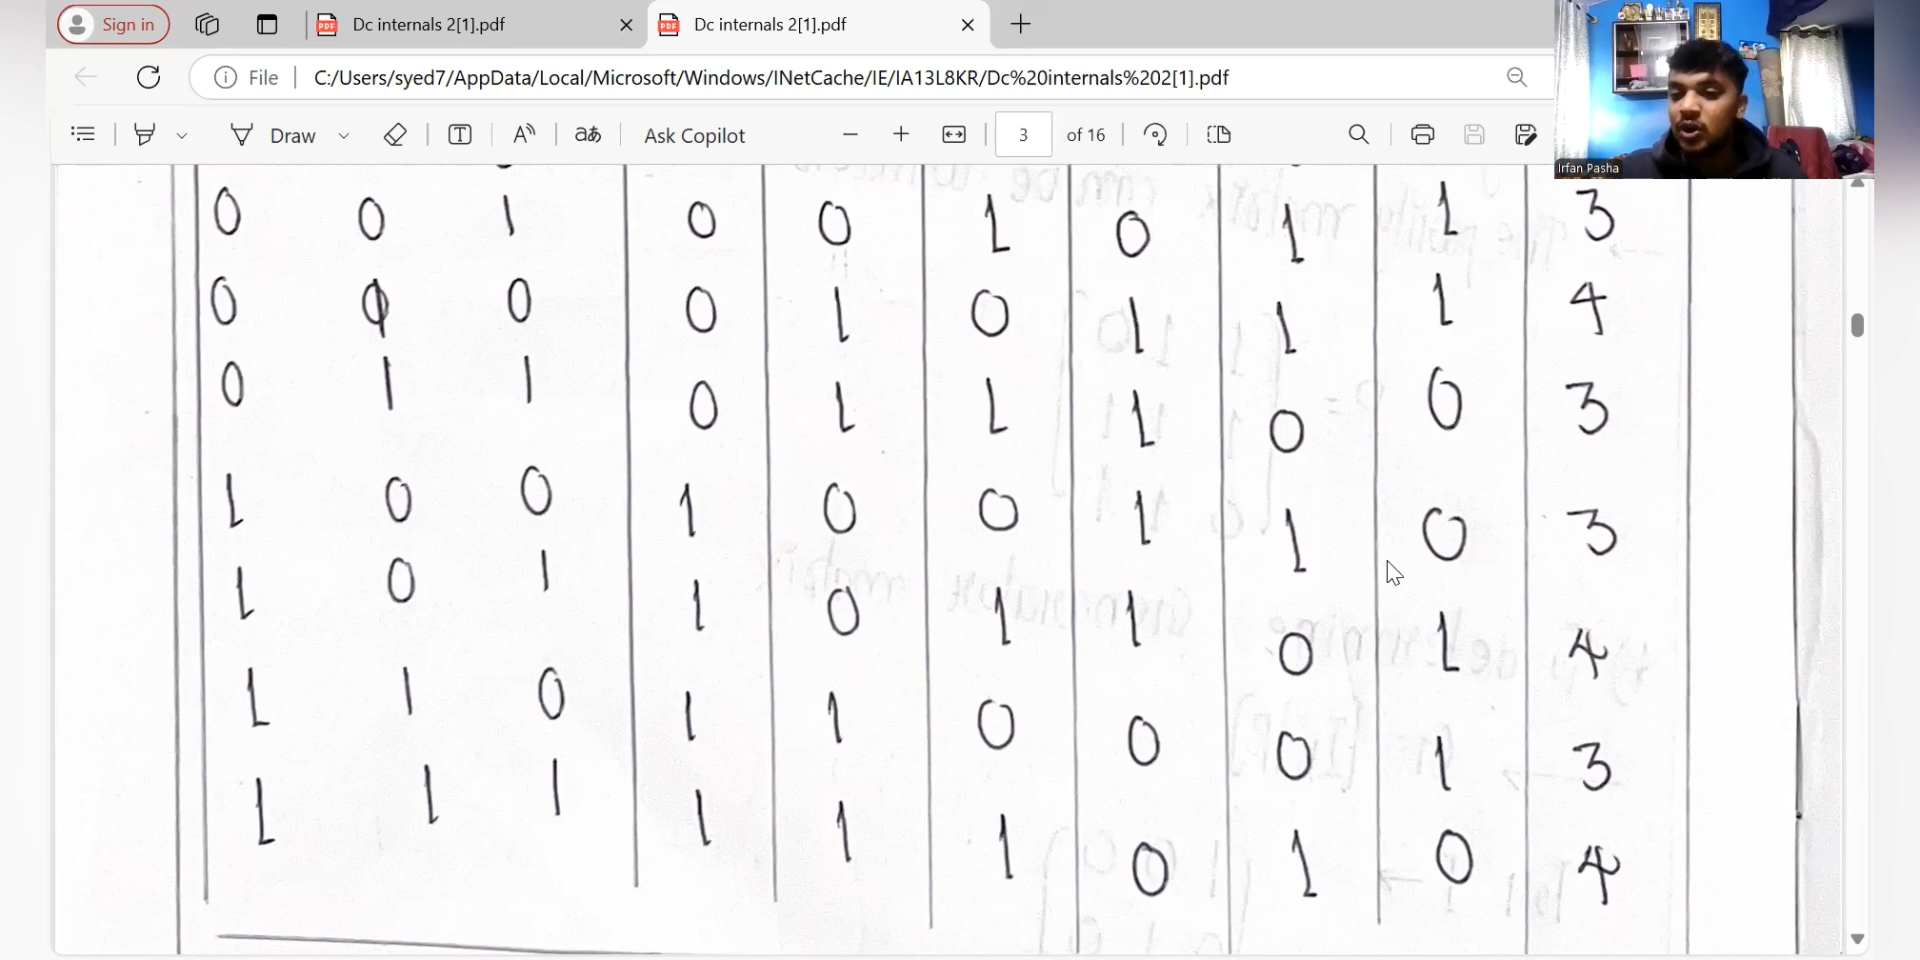 Sign in Dc internals 2[1].pdf Dc internals 2[1].pdf
File C:/Users/syed7/AppData/Local/Microsoft/Windows/INetCache/IE/IA13L8KR/Dc%20internals%202[1].pdf
Draw aあ Ask Copilot 3 of 16
Irfan Pasha
0 0 1 0 0 1 0 1 1 3
0 0 0 1 0 1 1 1 4
0 1 1 0 1 1 1 0 0 3
1 0 0 1 0 0 1 1 0 3
1 0 1 1 0 1 1 0 1 4
1 1 0 1 1 0 0 0 1 3
1 1 1 1 1 1 0 1 0 4